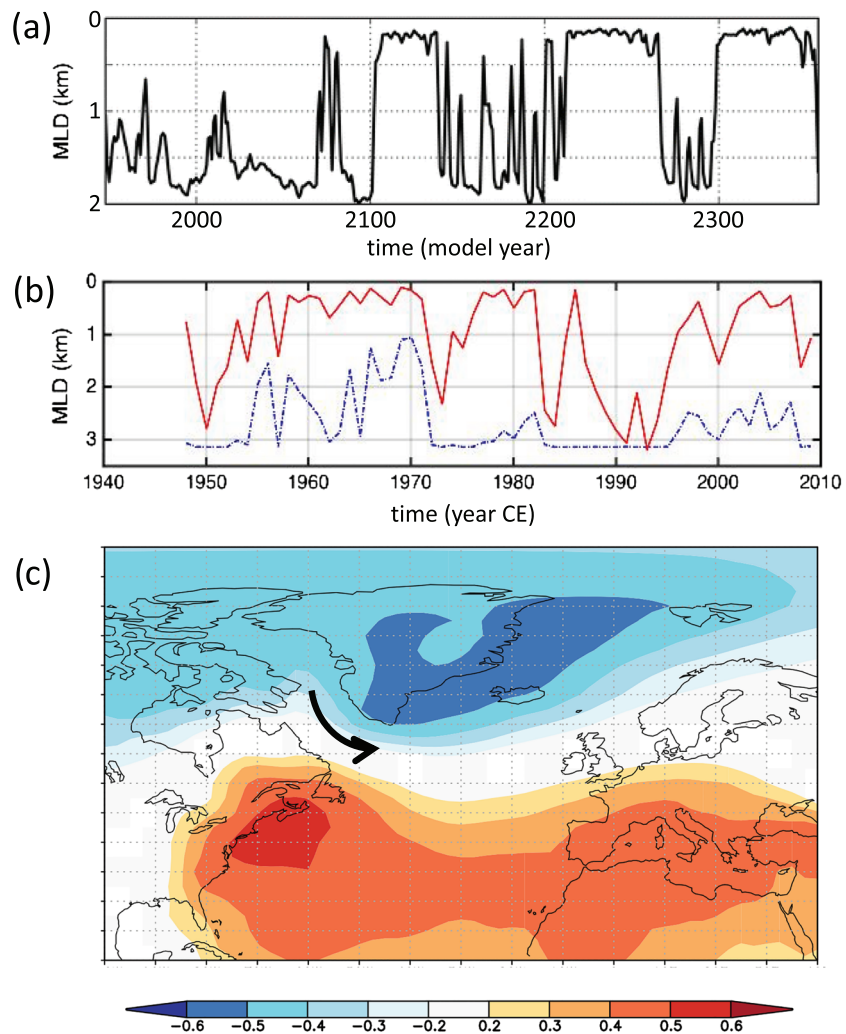 (a)
0
1
2
MLD (km)
2000 2100 2200 2300
time (model year)
(b)
0
1
2
3
MLD (km)
1940 1950 1960 1970 1980 1990 2000 2010
time (year CE)
(c)
-0.6 -0.5 -0.4 -0.3 -0.2 0.2 0.3 0.4 0.5 0.6